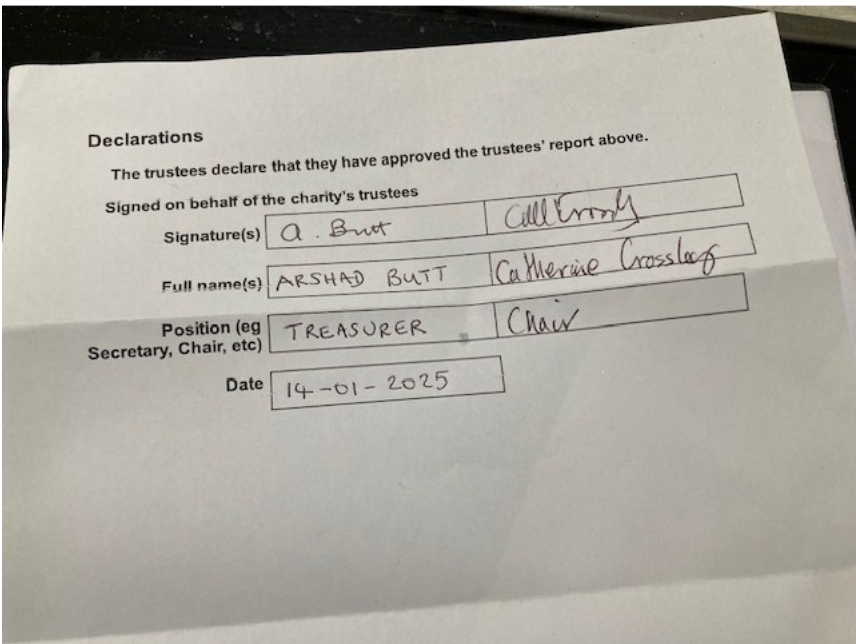 Declarations
The trustees declare that they have approved the trustees' report above.
Signed on behalf of the charity's trustees
Signature(s) a. Butt
Full name(s) ARSHAD BUTT Catherine Crossley
Position (eg Secretary, Chair, etc) TREASURER Chair
Date 14-01-2025